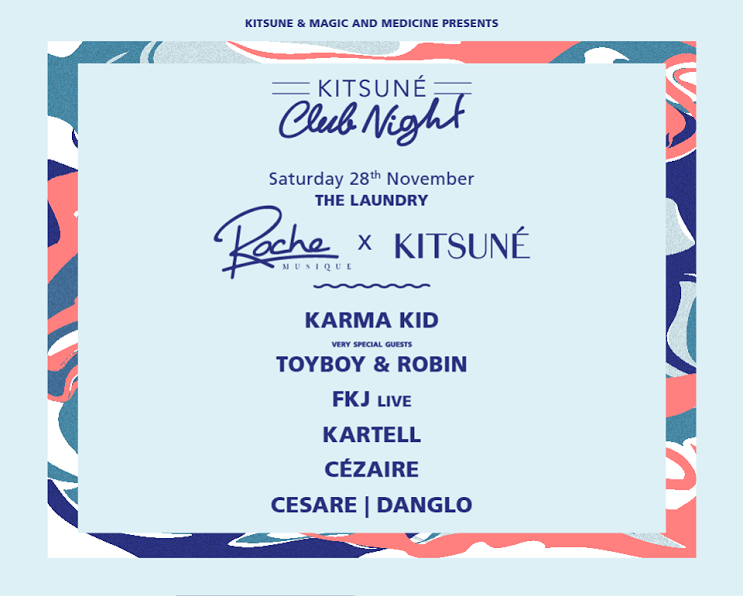 KITSUNE & MAGIC AND MEDICINE PRESENTS
KITSUNÉ
Club Night
Saturday 28th November
THE LAUNDRY
Roche MUSIQUE x KITSUNÉ
KARMA KID
VERY SPECIAL GUESTS
TOYBOY & ROBIN
FKJ LIVE
KARTELL
CÉZAIRE
CESARE | DANGLO